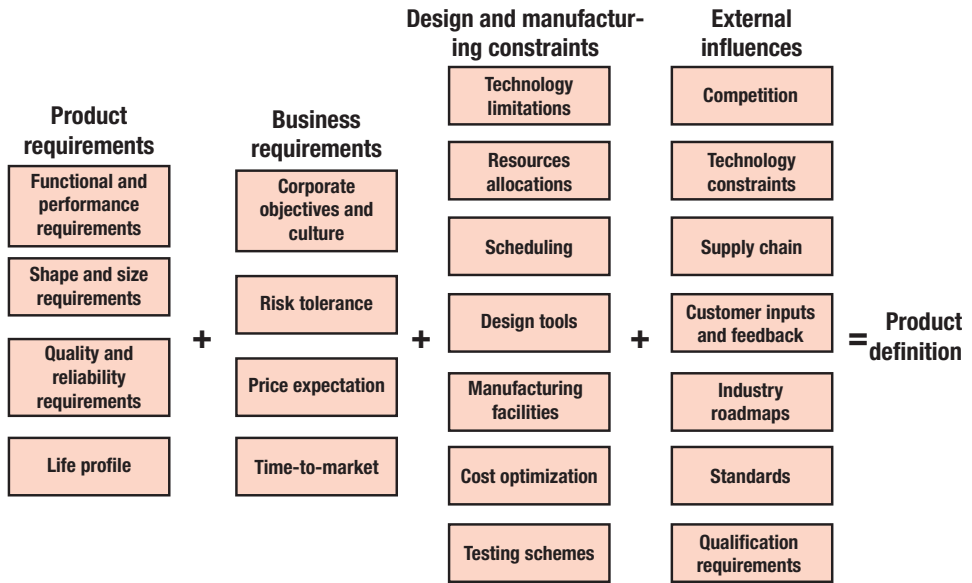 Product
requirements
Functional and
performance
requirements
Shape and size
requirements
Quality and
reliability
requirements
Life profile
+
Business
requirements
Corporate
objectives and
culture
Risk tolerance
Price expectation
Time-to-market
+
Design and manufactur-
ing constraints
Technology
limitations
Resources
allocations
Scheduling
Design tools
Manufacturing
facilities
Cost optimization
Testing schemes
+
External
influences
Competition
Technology
constraints
Supply chain
Customer inputs
and feedback
Industry
roadmaps
Standards
Qualification
requirements
=
Product
definition